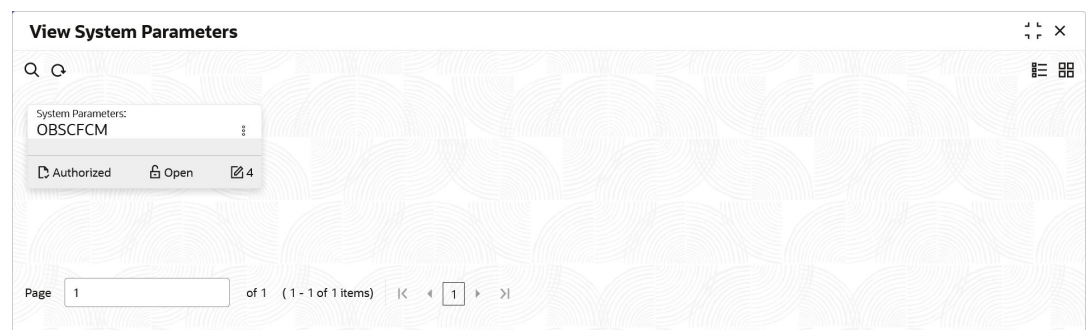 View System Parameters
System Parameters:
OBSCFCM
Authorized Open 4
Page 1 of 1 ( 1 - 1 of 1 items) 1